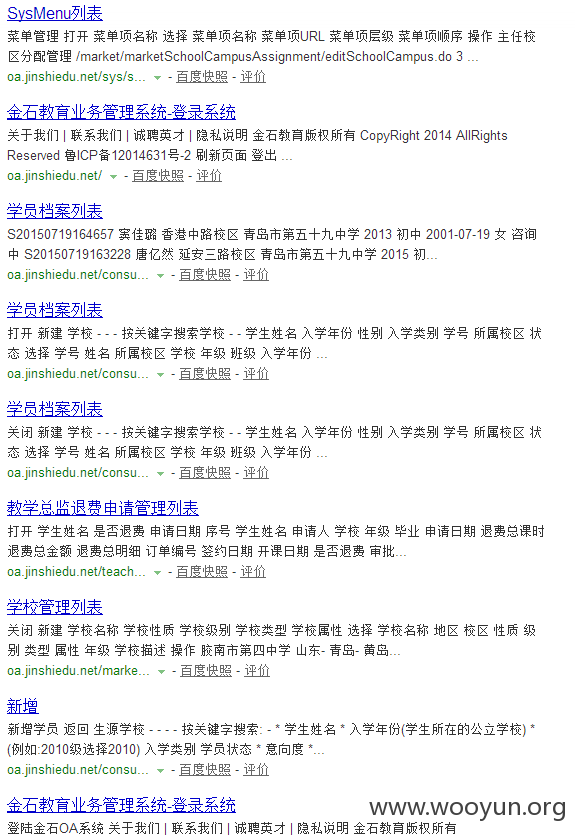 SysMenu列表
菜单管理 打开 菜单项名称 选择 菜单项名称 菜单项URL 菜单项层级 菜单项顺序 操作 主任校
区分配管理 /market/marketSchoolCampusAssignment/editSchoolCampus.do 3 ...
oa.jinshiedu.net/sys/s... - 百度快照 - 评价
金石教育业务管理系统-登录系统
关于我们 | 联系我们 | 诚聘英才 | 隐私说明 金石教育版权所有 CopyRight 2014 AllRights
Reserved 鲁ICP备12014631号-2 刷新页面 登出 ...
oa.jinshiedu.net/ - 百度快照 - 评价
学员档案列表
S20150719164657 窦佳璐 香港中路校区 青岛市第五十九中学 2013 初中 2001-07-19 女 咨询
中 S20150719163228 唐亿然 延安三路校区 青岛市第五十九中学 2015 初...
oa.jinshiedu.net/consu... - 百度快照 - 评价
学员档案列表
打开 新建 学校 - - - 按关键字搜索学校 - - 学生姓名 入学年份 性别 入学类别 学号 所属校区 状
态 选择 学号 姓名 所属校区 学校 年级 班级 入学年份 ...
oa.jinshiedu.net/consu... - 百度快照 - 评价
学员档案列表
关闭 新建 学校 - - - 按关键字搜索学校 - - 学生姓名 入学年份 性别 入学类别 学号 所属校区 状
态 选择 学号 姓名 所属校区 学校 年级 班级 入学年份 ...
oa.jinshiedu.net/consu... - 百度快照 - 评价
教学总监退费申请管理列表
打开 学生姓名 是否退费 申请日期 序号 学生姓名 申请人 学校 年级 毕业 申请日期 退费总课时
退费总金额 退费总明细 订单编号 签约日期 开课日期 是否退费 审批...
oa.jinshiedu.net/teach... - 百度快照 - 评价
学校管理列表
关闭 新建 学校名称 学校性质 学校级别 学校类型 学校属性 选择 学校名称 地区 校区 性质 级
别 类型 属性 年级 学校描述 操作 胶南市第四中学 山东- 青岛- 黄岛...
oa.jinshiedu.net/marke... - 百度快照 - 评价
新增
新增学员 返回 生源学校 - - - - 按关键字搜索: - * 学生姓名 * 入学年份(学生所在的公立学校) *
(例如:2010级选择2010) 入学类别 学员状态 * 意向度 *...
oa.jinshiedu.net/consu... - 百度快照 - 评价
金石教育业务管理系统-登录系统
登陆金石OA系统 关于我们 | 联系我们 | 诚聘英才 | 隐私说明 金石教育版权所有
www.wooyun.org